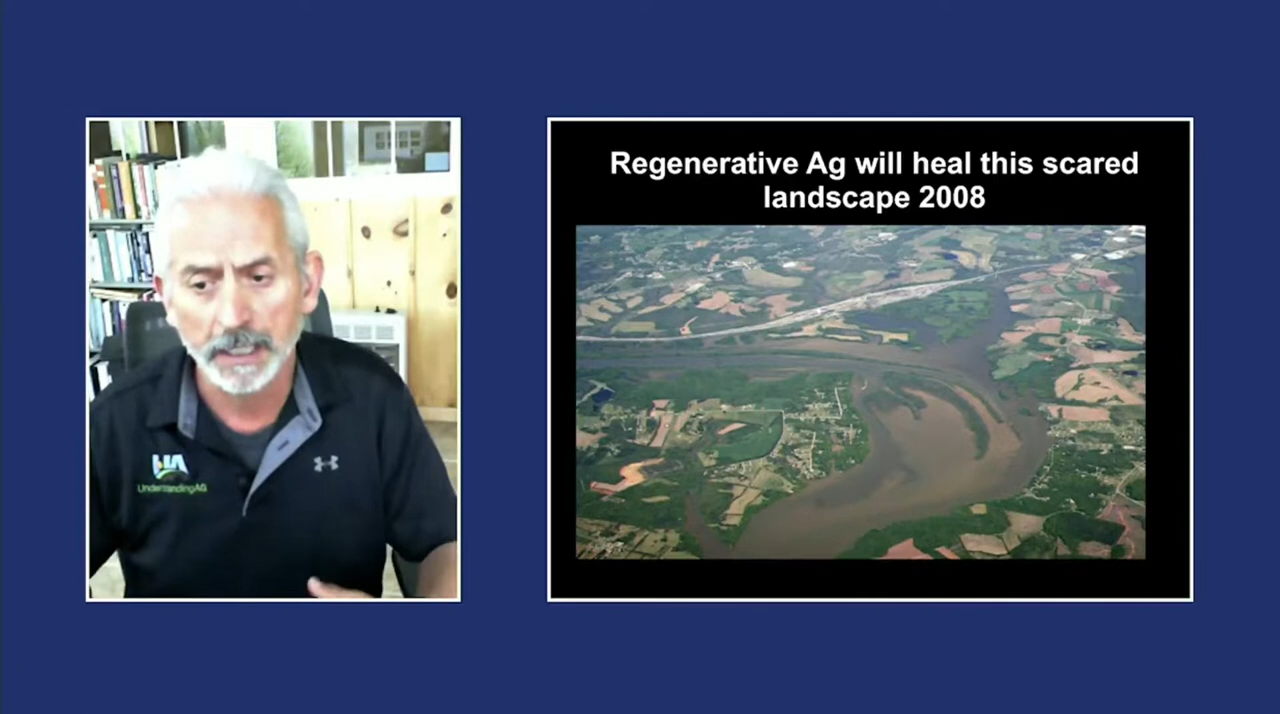 Regenerative Ag will heal this scared
landscape 2008
UA
UnderstandingAG